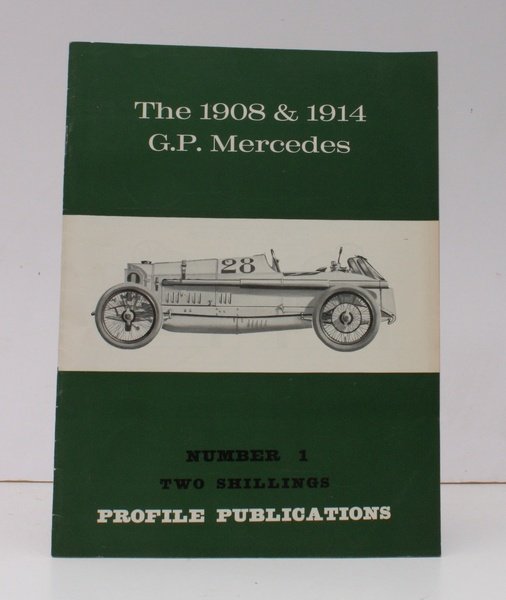 The 1908 & 1914
G.P. Mercedes
28
NUMBER 1
TWO SHILLINGS
PROFILE PUBLICATIONS